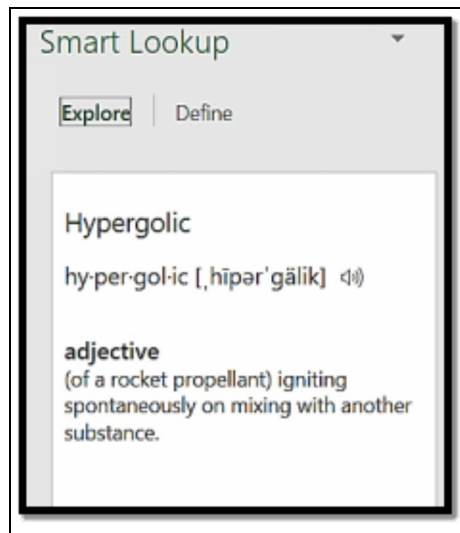 Smart Lookup
Explore Define
Hypergolic
hy·per·gol·ic [ˌhīpərˈgälik]
adjective
(of a rocket propellant) igniting
spontaneously on mixing with another
substance.